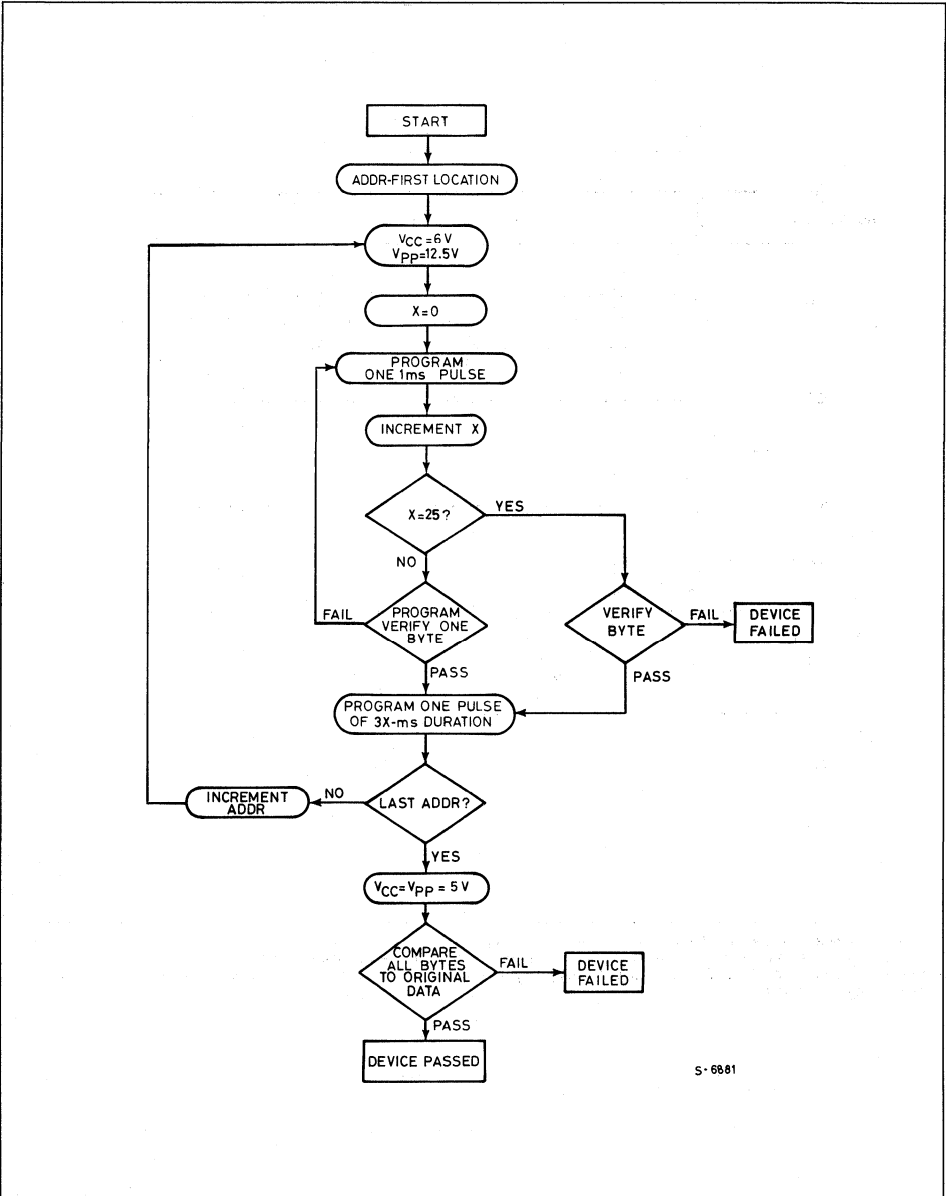 START
ADDR-FIRST LOCATION
VCC = 6 V
VPP=12.5V
X=0
PROGRAM
ONE 1ms PULSE
INCREMENT X
X=25?
YES
NO
FAIL
PROGRAM
VERIFY ONE
BYTE
VERIFY
BYTE
FAIL
DEVICE
FAILED
PASS
PASS
PROGRAM ONE PULSE
OF 3X-ms DURATION
INCREMENT
ADDR
NO
LAST ADDR?
YES
VCC=VPP = 5 V
COMPARE
ALL BYTES
TO ORIGINAL
DATA
FAIL
DEVICE
FAILED
PASS
DEVICE PASSED
S-6881